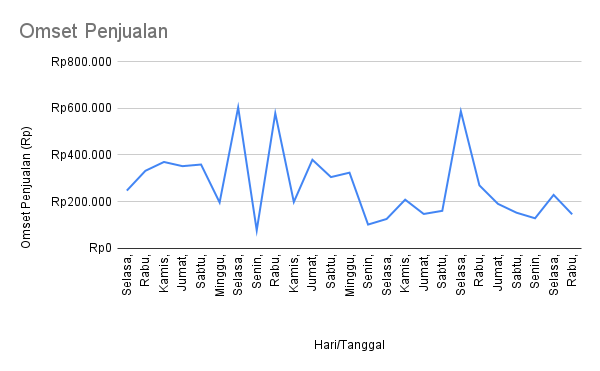 Omset Penjualan
Rp800.000
Rp600.000
Rp400.000
Rp200.000
Rp0
Omset Penjualan (Rp)
Selasa,
Rabu,
Kamis,
Jumat,
Sabtu,
Minggu,
Selasa,
Senin,
Rabu,
Kamis,
Jumat,
Sabtu,
Minggu,
Senin,
Selasa,
Kamis,
Jumat,
Sabtu,
Selasa,
Rabu,
Jumat,
Sabtu,
Senin,
Selasa,
Rabu,
Hari/Tanggal